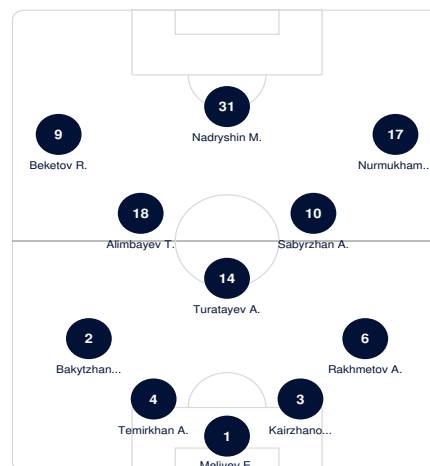 31
Nadryshin M.
9
Beketov R.
17
Nurmukham...
18
Alimbayev T.
10
Sabyrzhan A.
14
Turatayev A.
2
Bakytzhan...
6
Rakhmetov A.
4
Temirkhan A.
3
Kairzhano...
1